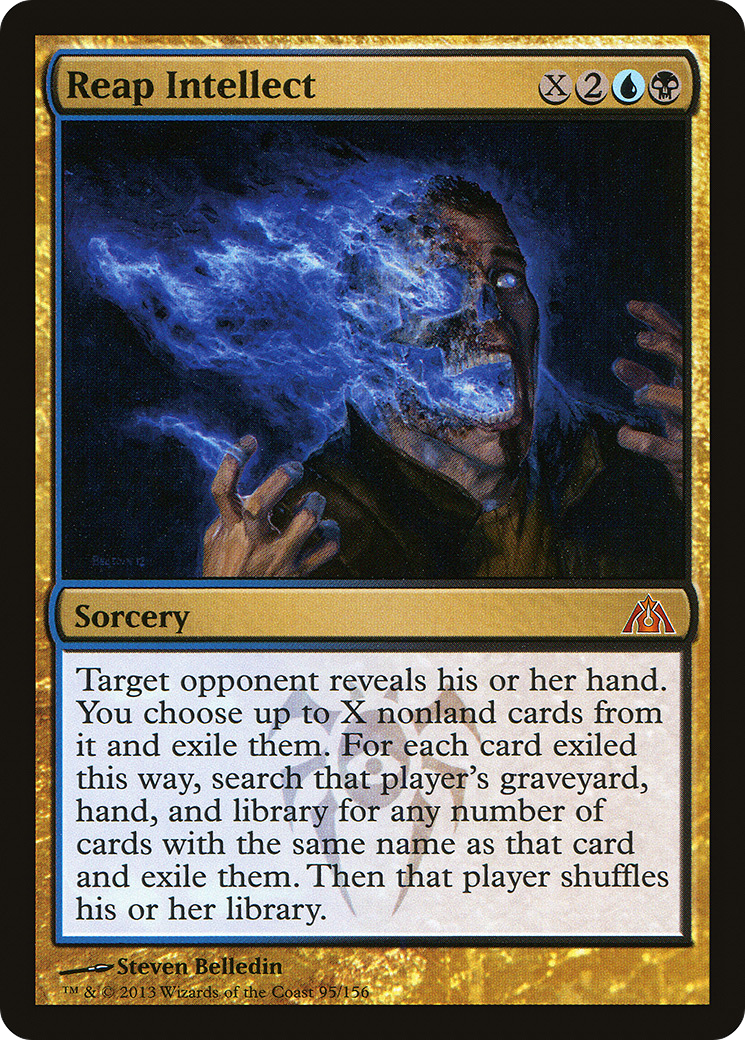 Reap Intellect X2
Sorcery
Target opponent reveals his or her hand.
You choose up to X nonland cards from
it and exile them. For each card exiled
this way, search that player's graveyard,
hand, and library for any number of
cards with the same name as that card
and exile them. Then that player shuffles
his or her library.
Steven Belledin
™ & © 2013 Wizards of the Coast 95/156